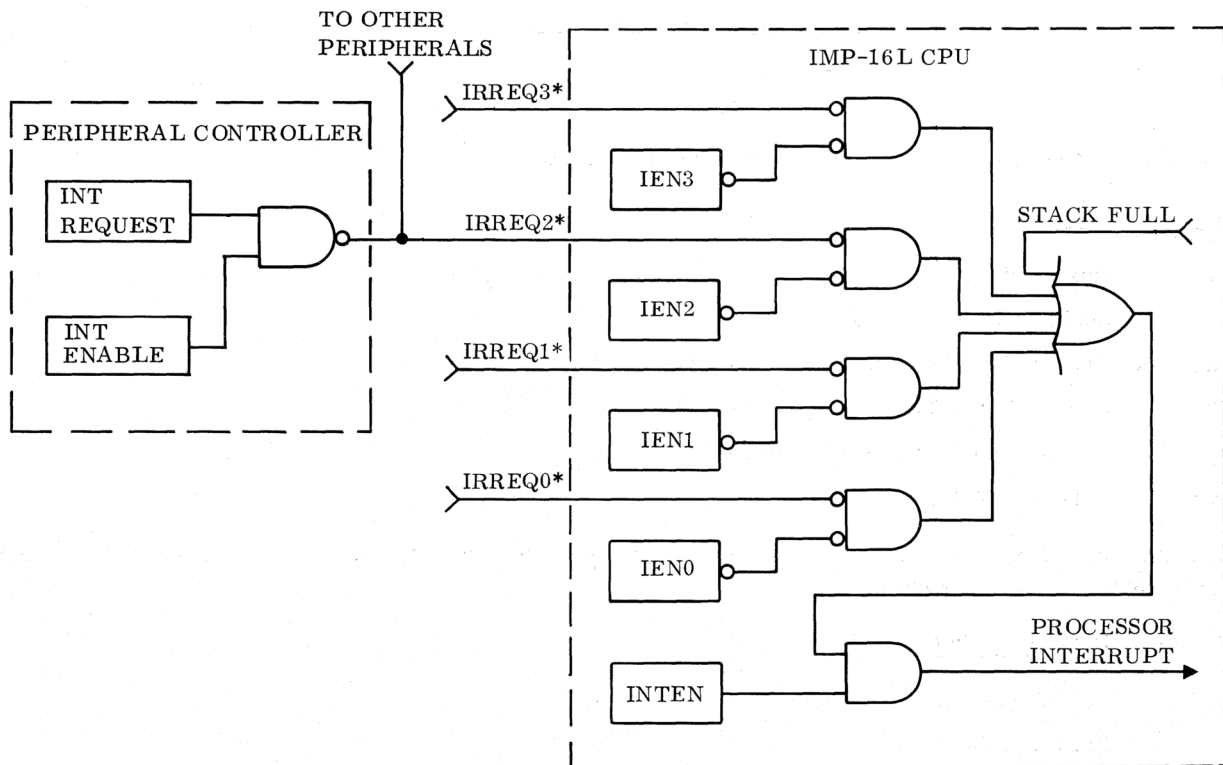 TO OTHER
PERIPHERALS
IMP-16L CPU
IRREQ3*
PERIPHERAL CONTROLLER
INT
REQUEST
IEN3
IRREQ2*
STACK FULL
IEN2
INT
ENABLE
IRREQ1*
IEN1
IRREQ0*
IEN0
PROCESSOR
INTERRUPT
INTEN